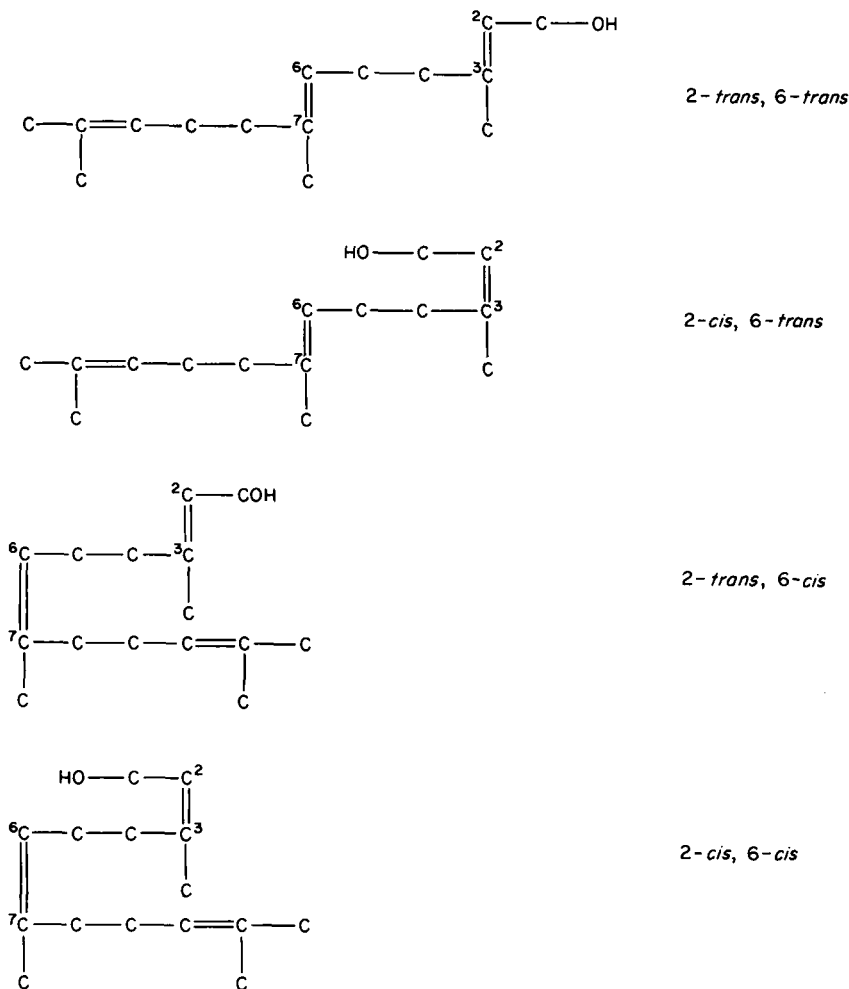 ²C—C—OH
⁶C—C—C—³C
2-trans, 6-trans
C—C=C—C—C—⁷C C
C C
HO—C—C²
⁶C—C—C—C³
2-cis, 6-trans
C—C=C—C—C—⁷C C
C C
²C—COH
⁶C—C—C—³C
2-trans, 6-cis
C
⁷C—C—C—C=C—C
C C
HO—C—C²
⁶C—C—C—C³
2-cis, 6-cis
C
⁷C—C—C—C=C—C
C C